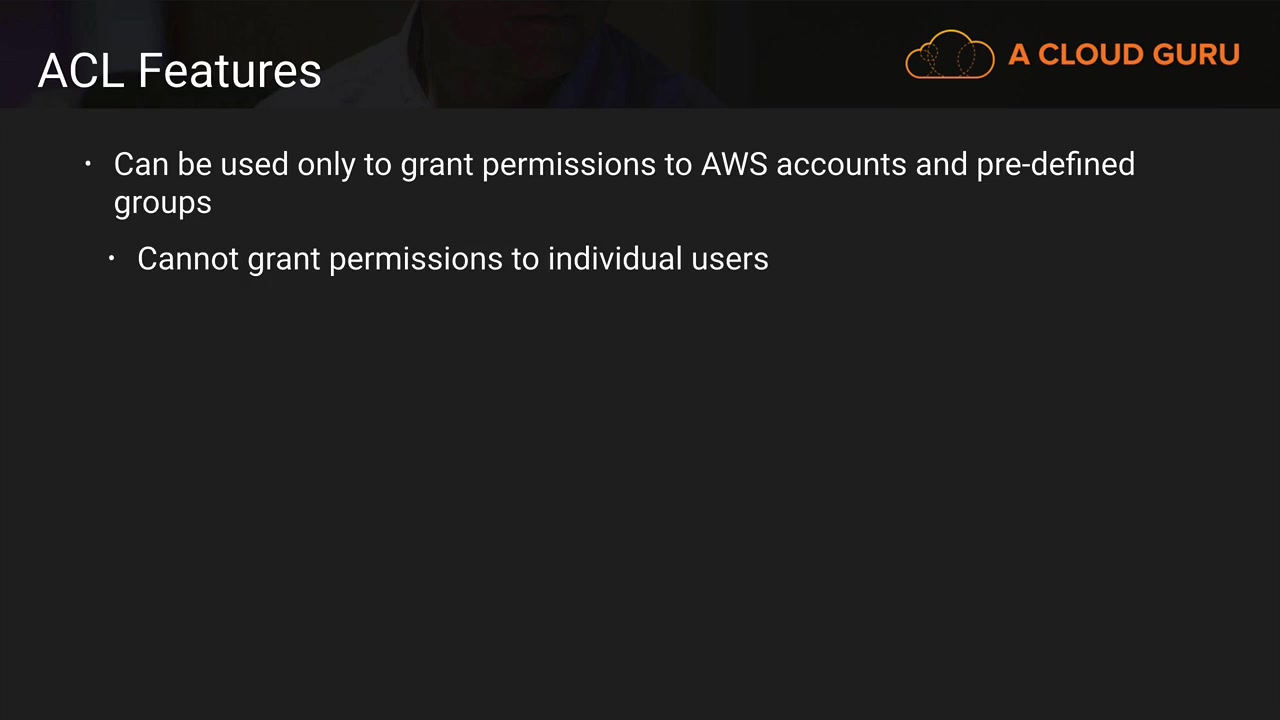 ACL Features
A CLOUD GURU
• Can be used only to grant permissions to AWS accounts and pre-defined
groups
• Cannot grant permissions to individual users